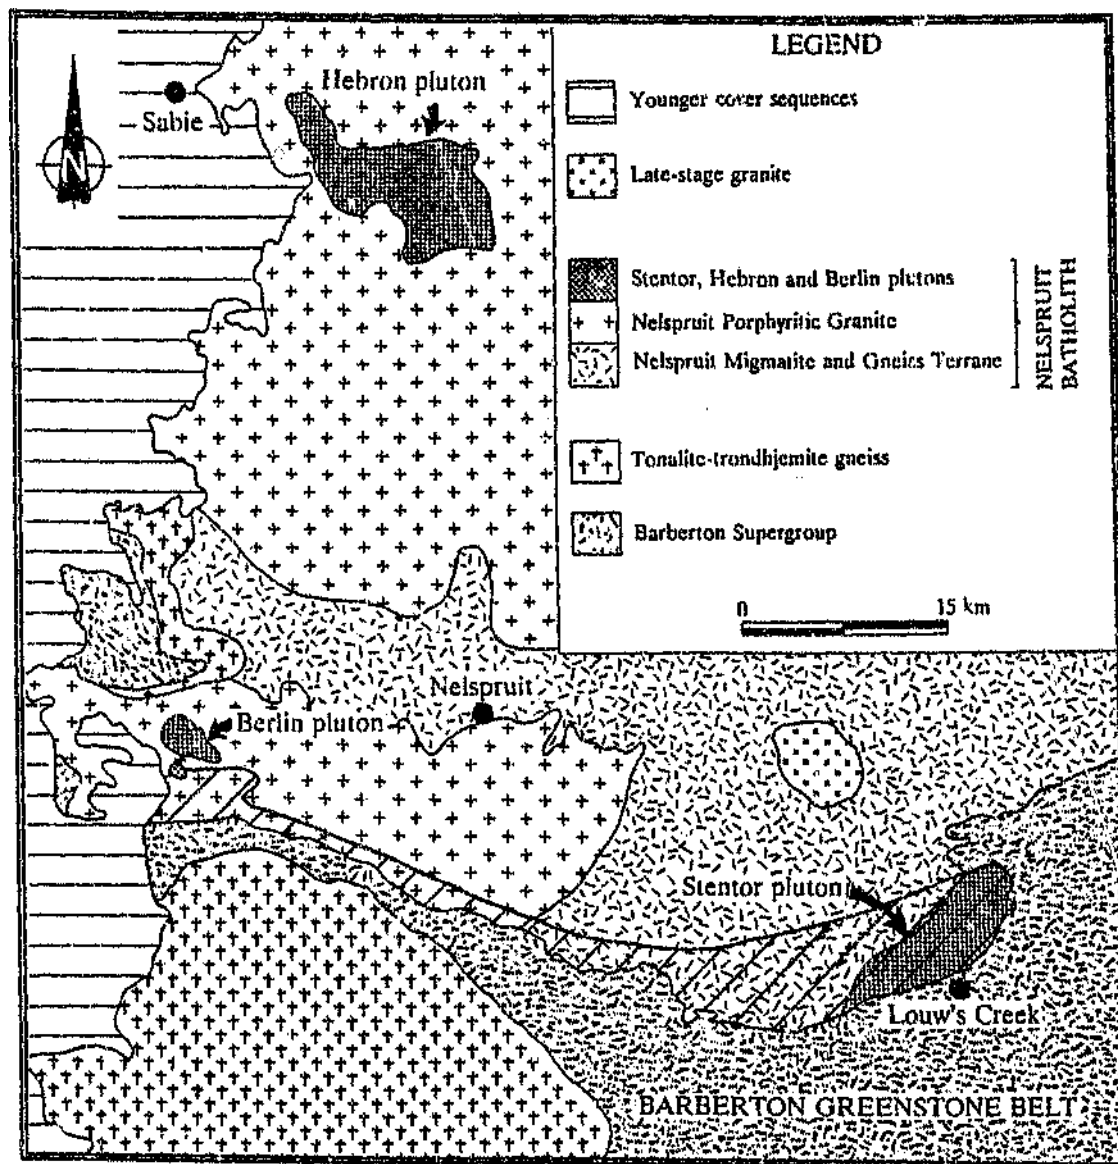 LEGEND
Hebron pluton
Sabie
N
Younger cover sequences
Late-stage granite
Stentor, Hebron and Berlin plutons
Nelspruit Porphyritic Granite
Nelspruit Migmatite and Gneiss Terrane
NELSPRUIT
BATHOLITH
Tonalite-trondhjemite gneiss
Barberton Supergroup
0 15 km
Nelspruit
Berlin pluton
Stentor pluton
Louw's Creek
BARBERTON GREENSTONE BELT